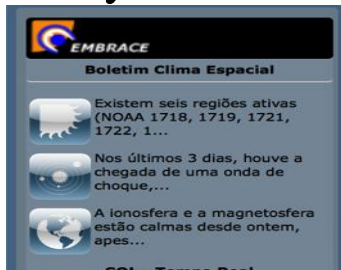 EMBRACE
Boletim Clima Espacial
Existem seis regiões ativas
(NOAA 1718, 1719, 1721,
1722, 1...
Nos últimos 3 dias, houve a
chegada de uma onda de
choque,...
A ionosfera e a magnetosfera
estão calmas desde ontem,
apes...